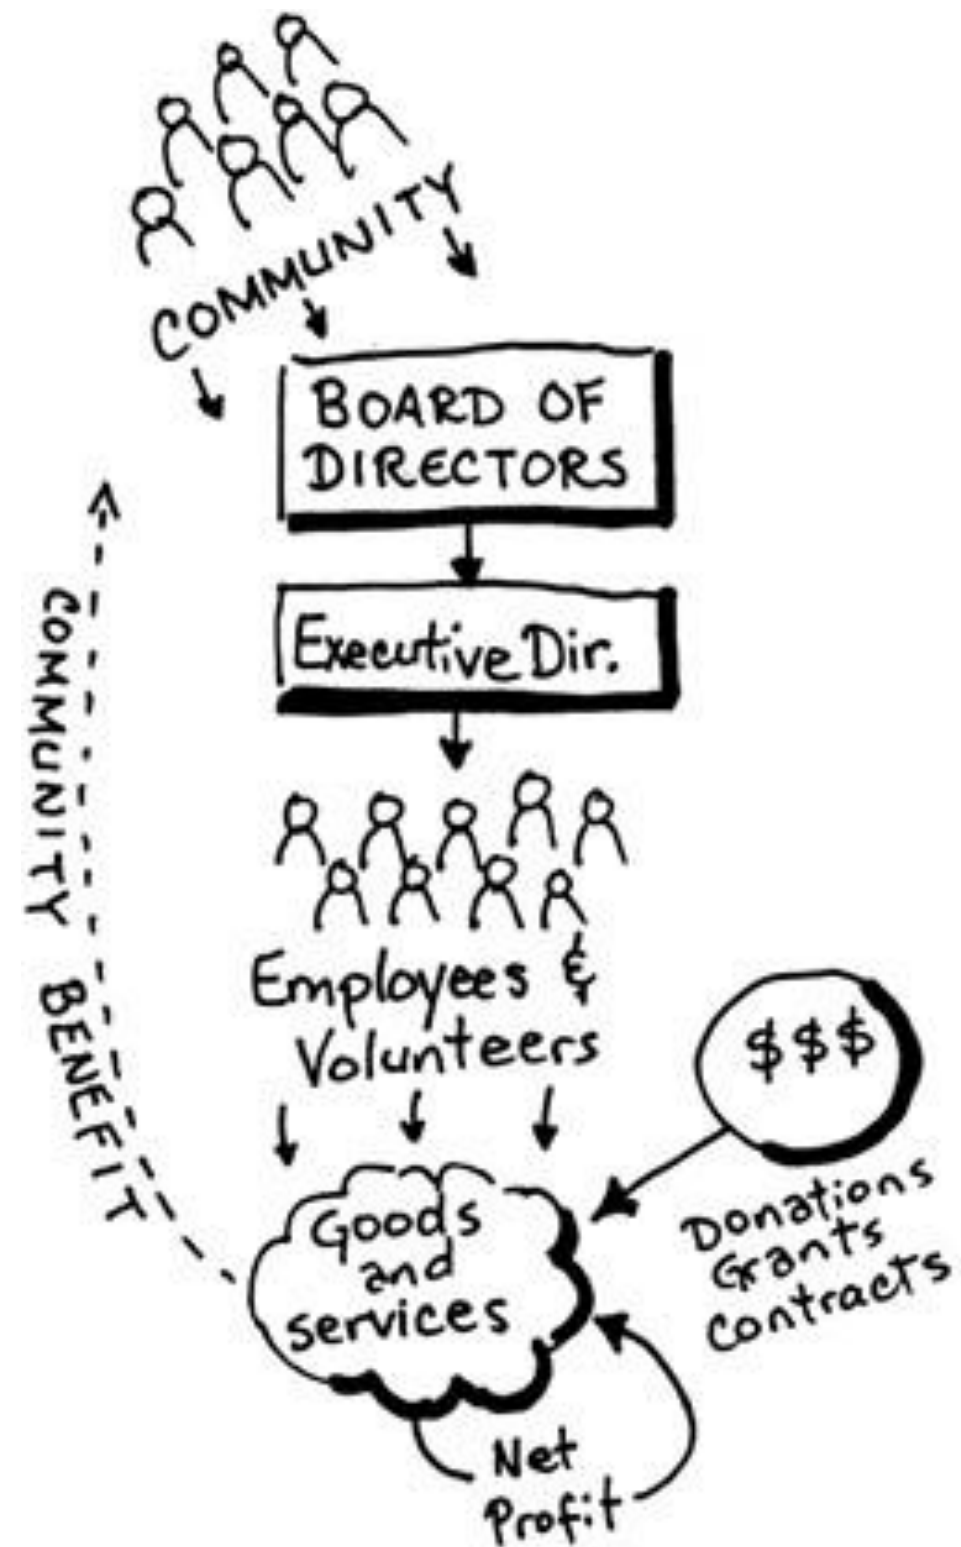 COMMUNITY
BOARD OF
DIRECTORS
Executive Dir.
Employees &
Volunteers
$$$
Donations
Grants
Contracts
Goods
and
services
Net
Profit
COMMUNITY BENEFIT